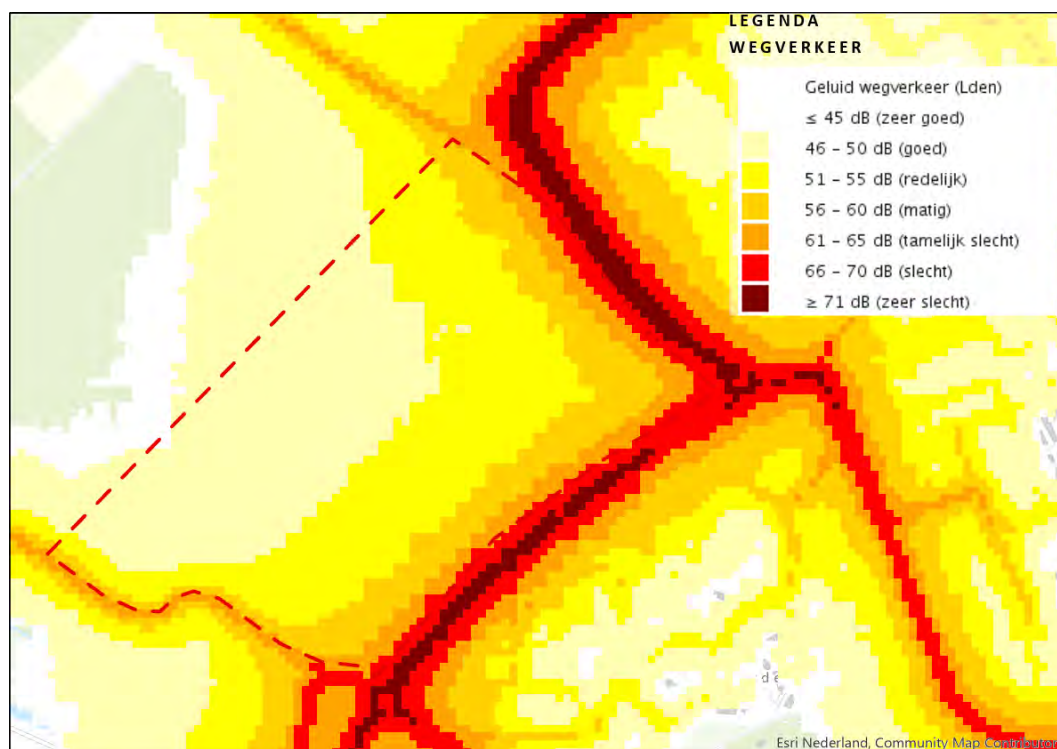 LEGENDA
WEGVERKEER
Geluid wegverkeer (Lden)
≤ 45 dB (zeer goed)
46 – 50 dB (goed)
51 – 55 dB (redelijk)
56 – 60 dB (matig)
61 – 65 dB (tamelijk slecht)
66 – 70 dB (slecht)
≥ 71 dB (zeer slecht)
Esri Nederland, Community Map